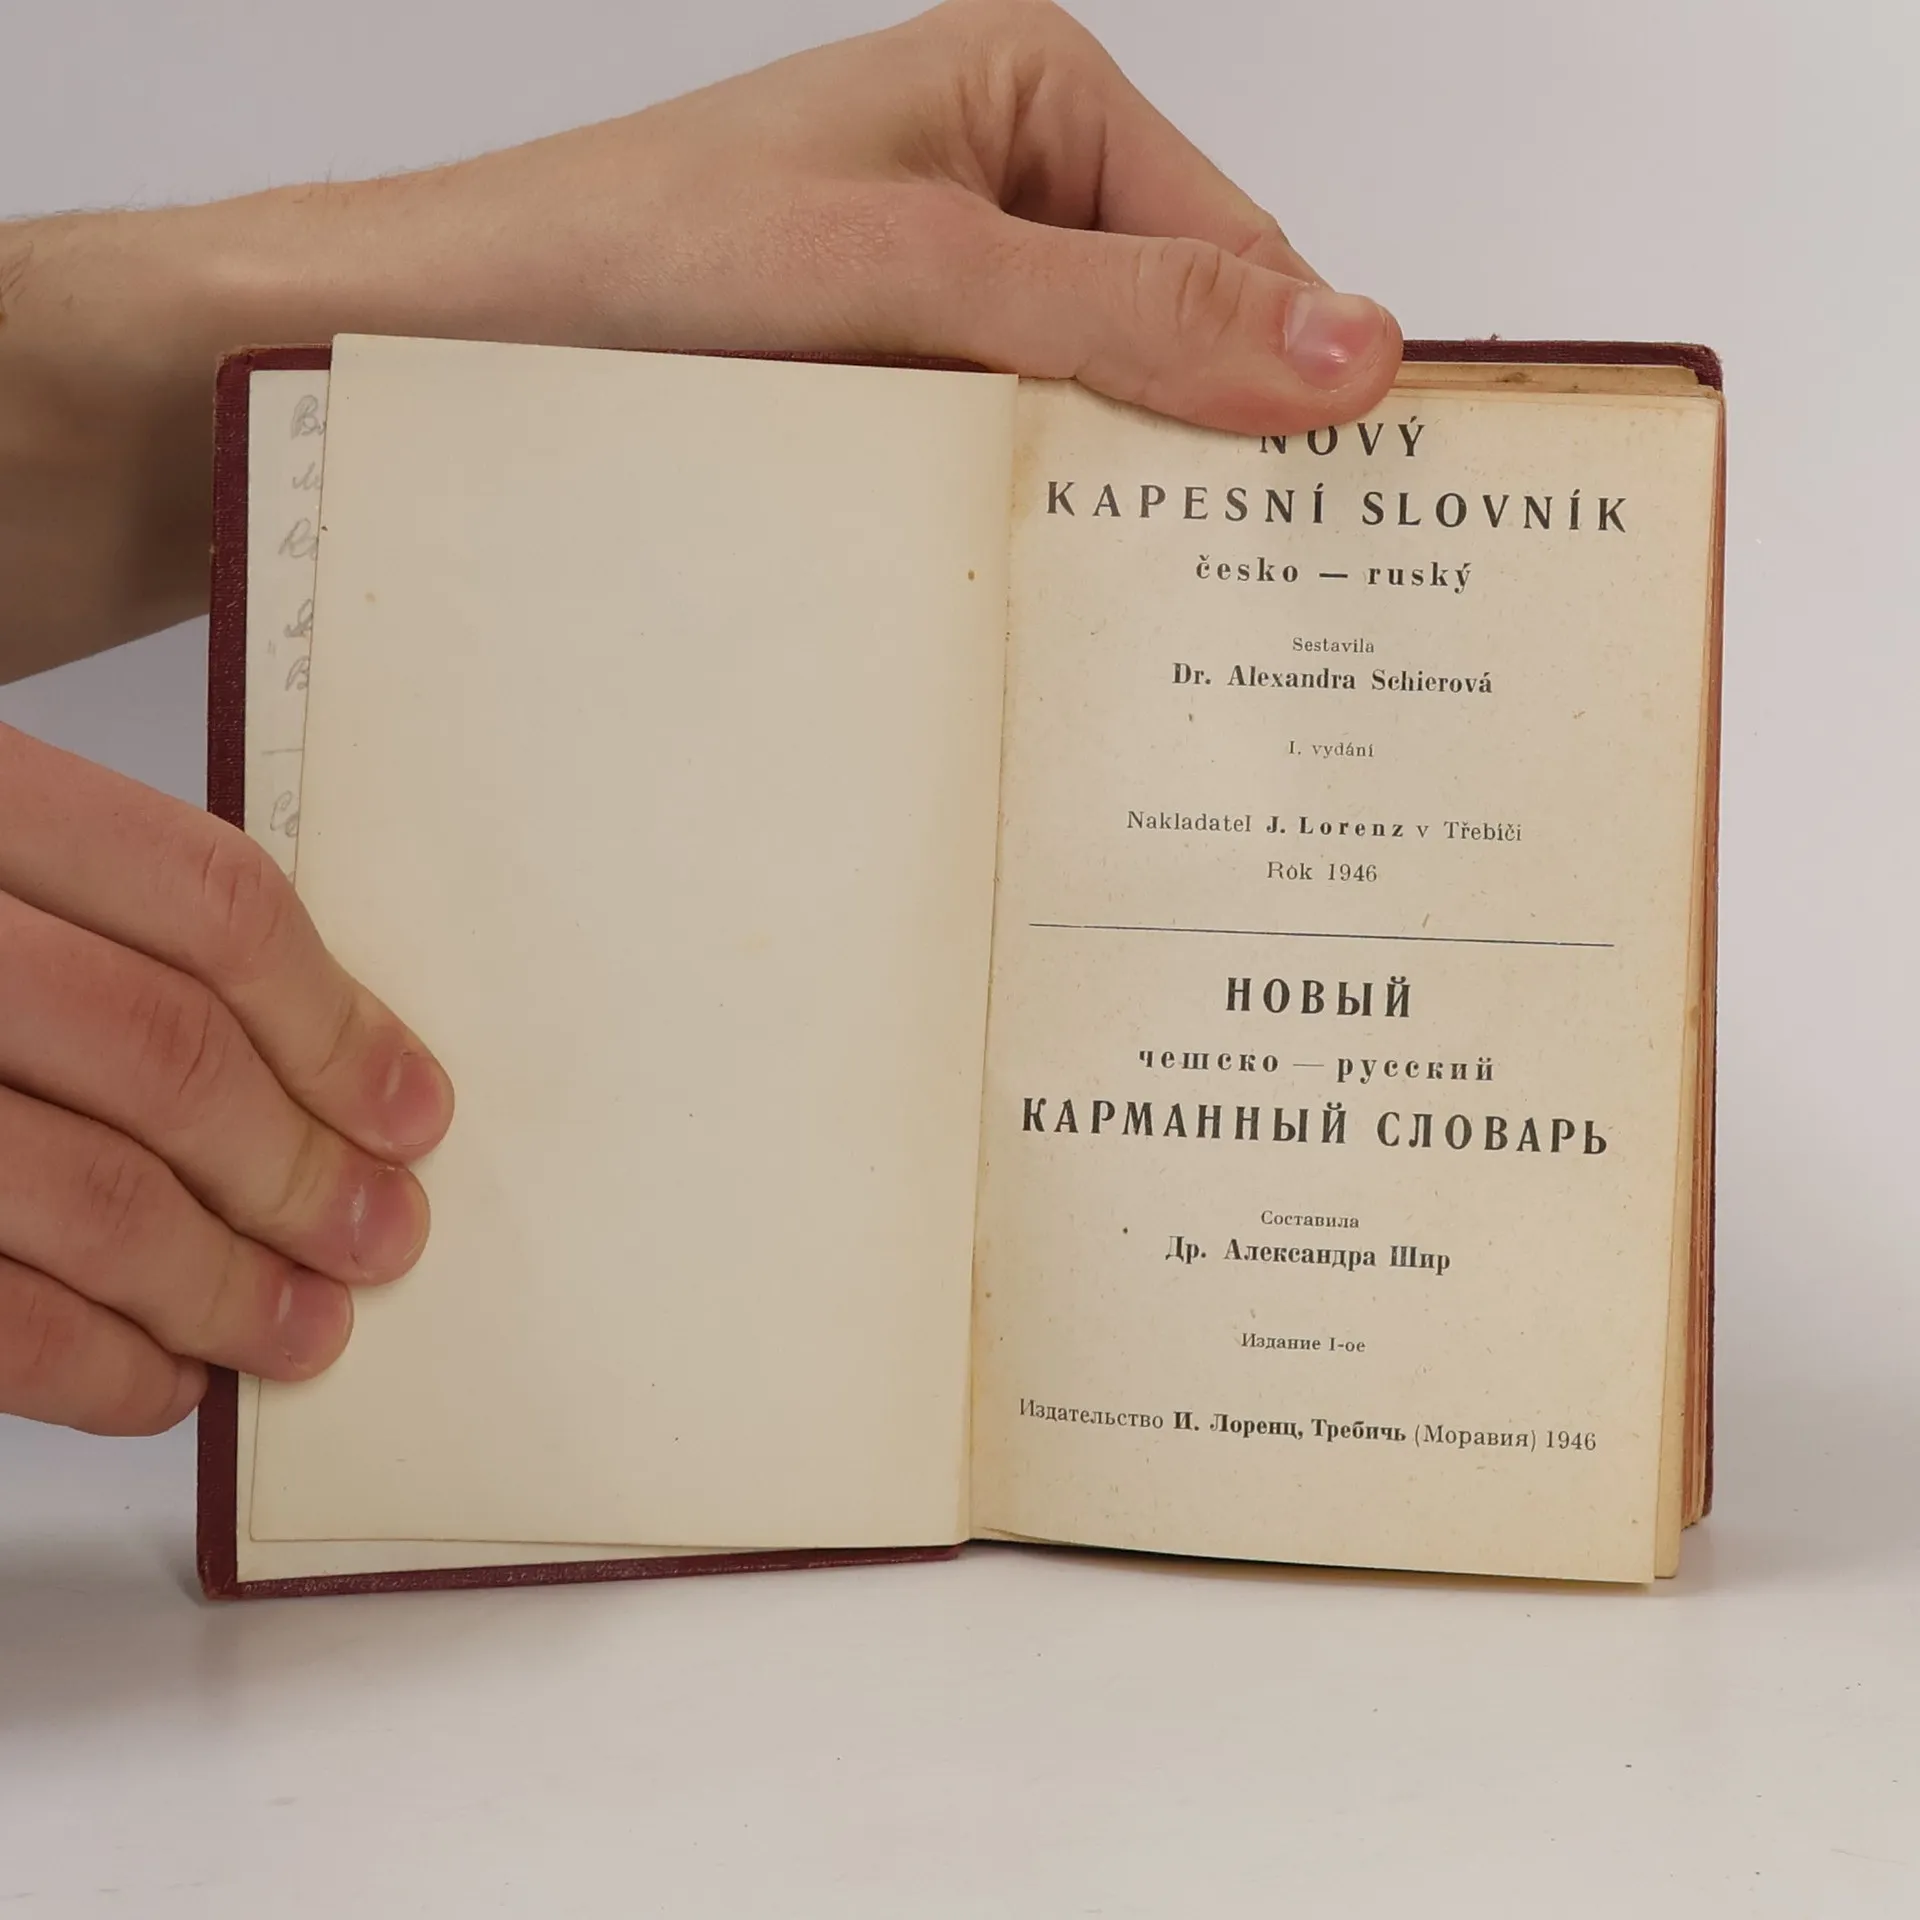 NOVÝ
KAPESNÍ SLOVNÍK
česko — ruský
Sestavila
Dr. Alexandra Schierová
I. vydání
Nakladatel J. Lorenz v Třebíči
Rok 1946
НОВЫЙ
чешско — русский
КАРМАННЫЙ СЛОВАРЬ
Составила
Др. Александра Шир
Издание I-ое
Издательство И. Лоренц, Требичь (Моравия) 1946